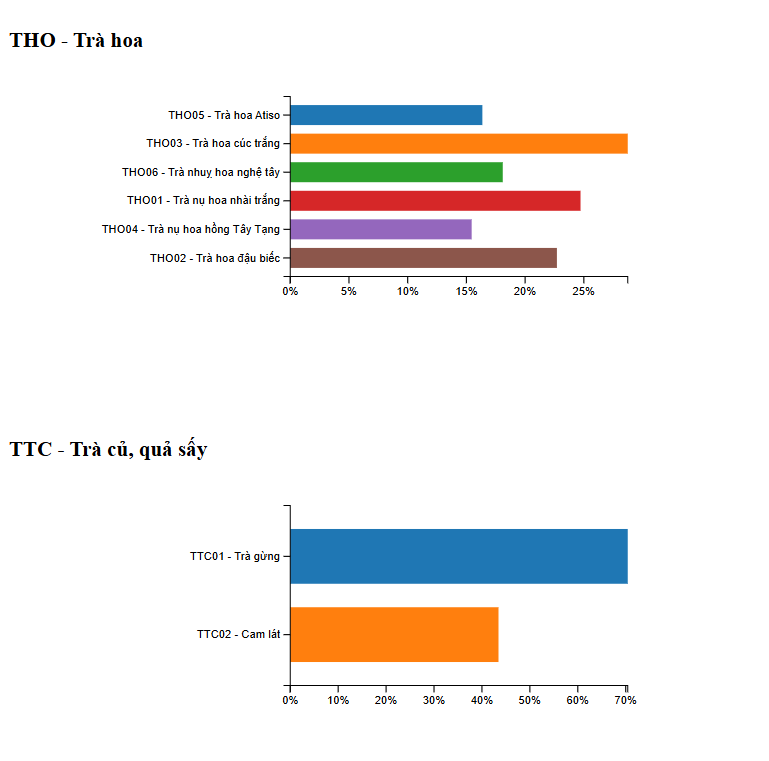 THO - Trà hoa
THO05 - Trà hoa Atiso
THO03 - Trà hoa cúc trắng
THO06 - Trà nhuỵ hoa nghệ tây
THO01 - Trà nụ hoa nhài trắng
THO04 - Trà nụ hoa hồng Tây Tạng
THO02 - Trà hoa đậu biếc
0% 5% 10% 15% 20% 25%
TTC - Trà củ, quả sấy
TTC01 - Trà gừng
TTC02 - Cam lát
0% 10% 20% 30% 40% 50% 60% 70%